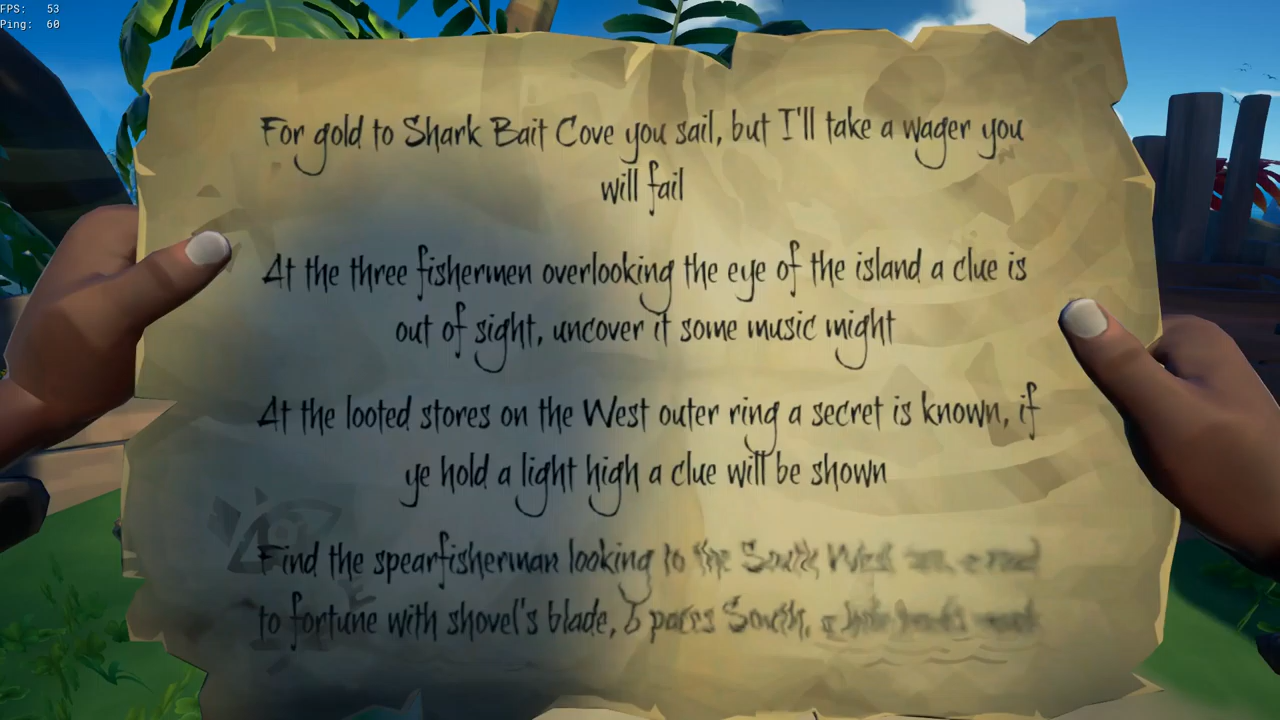 FPS: 53
Ping: 60
For gold to Shark Bait Cove you sail, but I'll take a wager you
will fail
At the three fishermen overlooking the eye of the island a clue is
out of sight, uncover it some music might
At the looted stores on the West outer ring a secret is known, if
ye hold a light high a clue will be shown
Find the spearfisherman looking to the South West
to fortune with shovel's blade, 6 paces South,